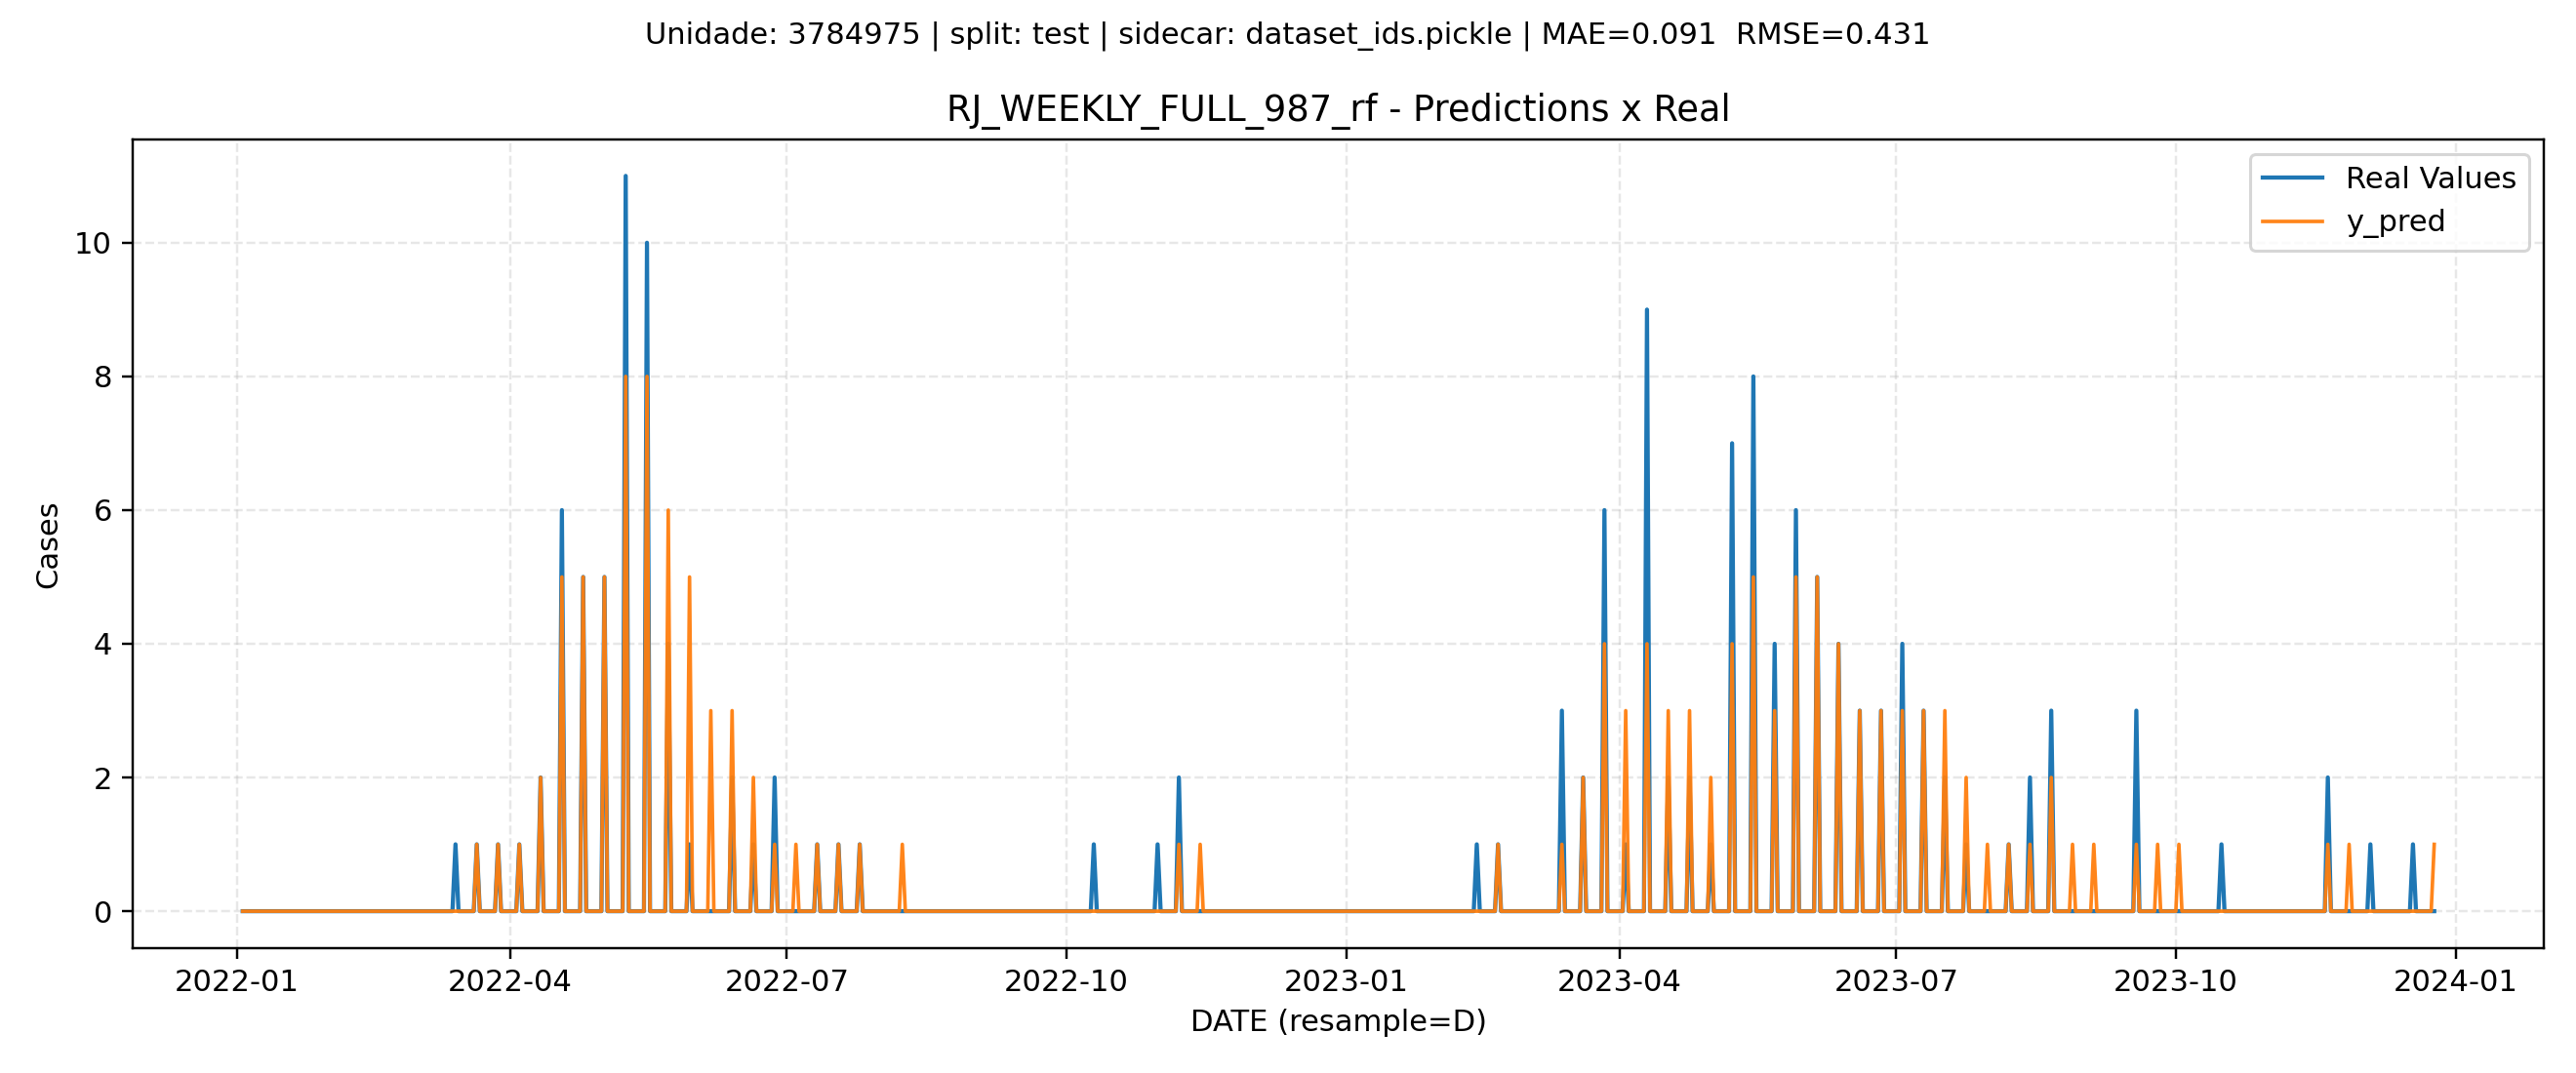 Unidade: 3784975 | split: test | sidecar: dataset_ids.pickle | MAE=0.091  RMSE=0.431
RJ_WEEKLY_FULL_987_rf - Predictions x Real
Real Values
y_pred
10
8
6
4
2
0
Cases
2022-01
2022-04
2022-07
2022-10
2023-01
2023-04
2023-07
2023-10
2024-01
DATE (resample=D)